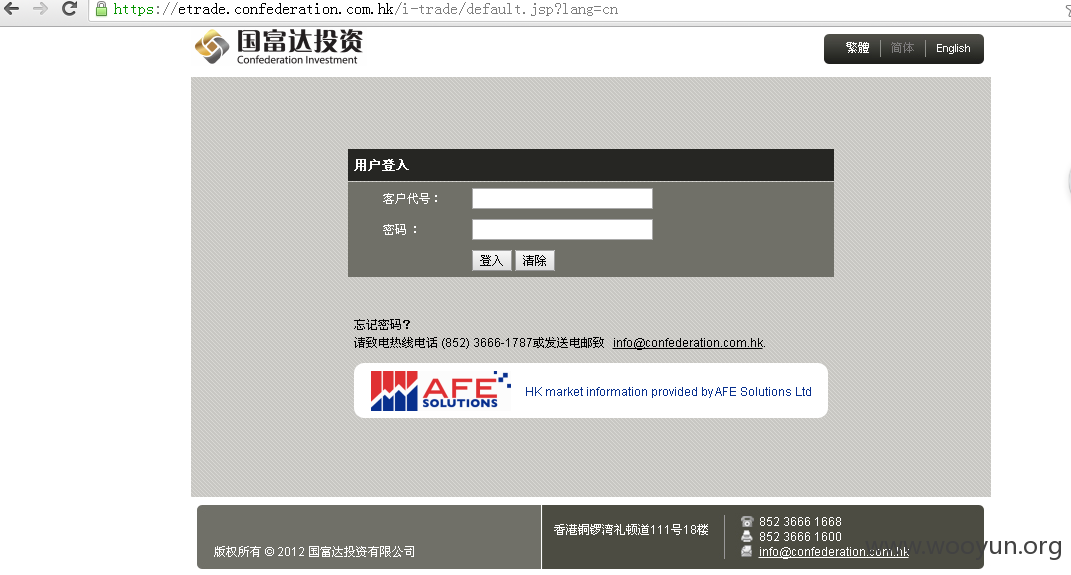 https://etrade.confederation.com.hk/i-trade/default.jsp?lang=cn
国富达投资
Confederation Investment
繁體 简体 English
用户登入
客户代号：
密码 ：
登入 清除
忘记密码？
请致电热线电话 (852) 3666-1787或发送电邮致 info@confederation.com.hk.
AFE
SOLUTIONS
HK market information provided by AFE Solutions Ltd
版权所有 © 2012 国富达投资有限公司
香港铜锣湾礼顿道111号18楼
852 3666 1668
852 3666 1600
info@confederation.com.hk
www.wooyun.org